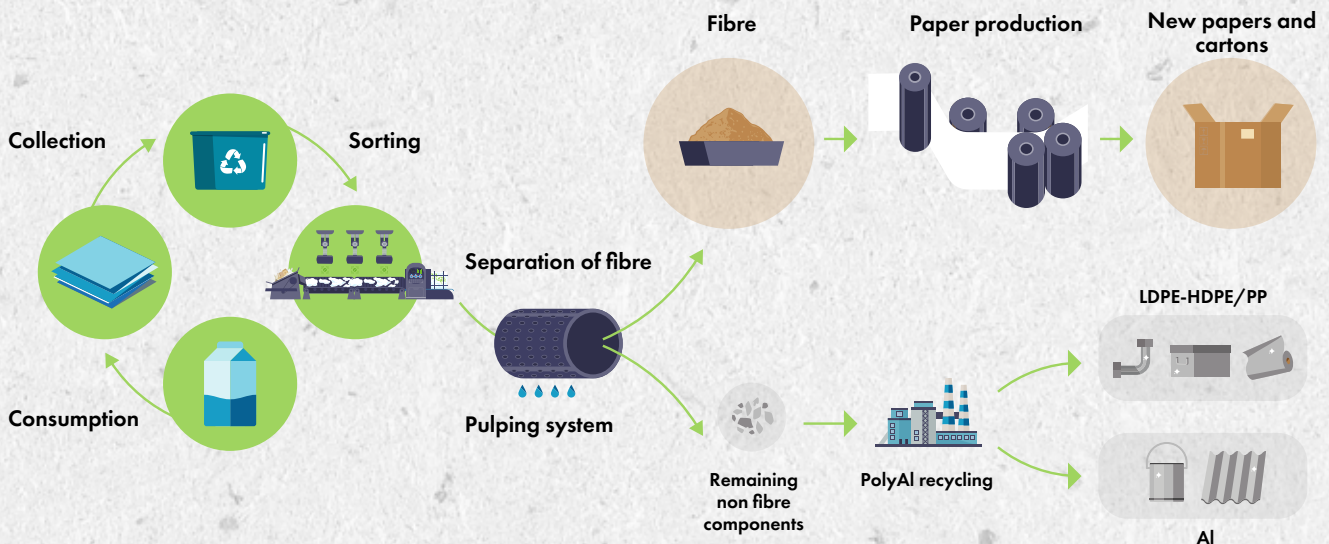 Fibre
Paper production
New papers and
cartons
Collection
Sorting
Separation of fibre
LDPE-HDPE/PP
Consumption
Pulping system
Remaining
non fibre
components
PolyAl recycling
Al